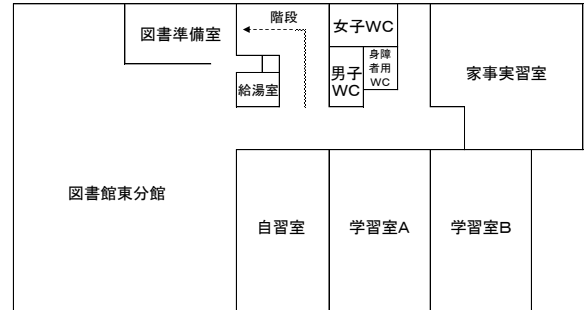 図書準備室
階段
女子WC
男子
WC
身障
者用
WC
家事実習室
給湯室
図書館東分館
自習室
学習室A
学習室B